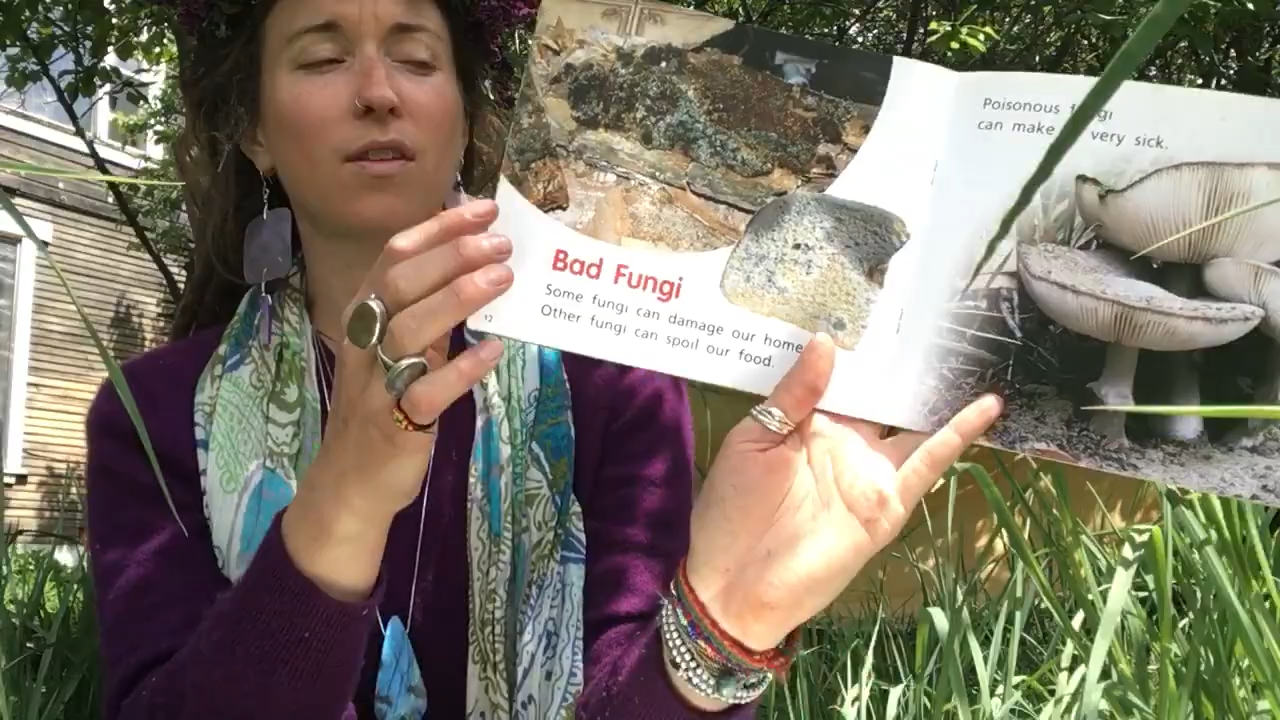 Bad Fungi
Some fungi can damage our home
Other fungi can spoil our food.
12
Poisonous
can make very sick.